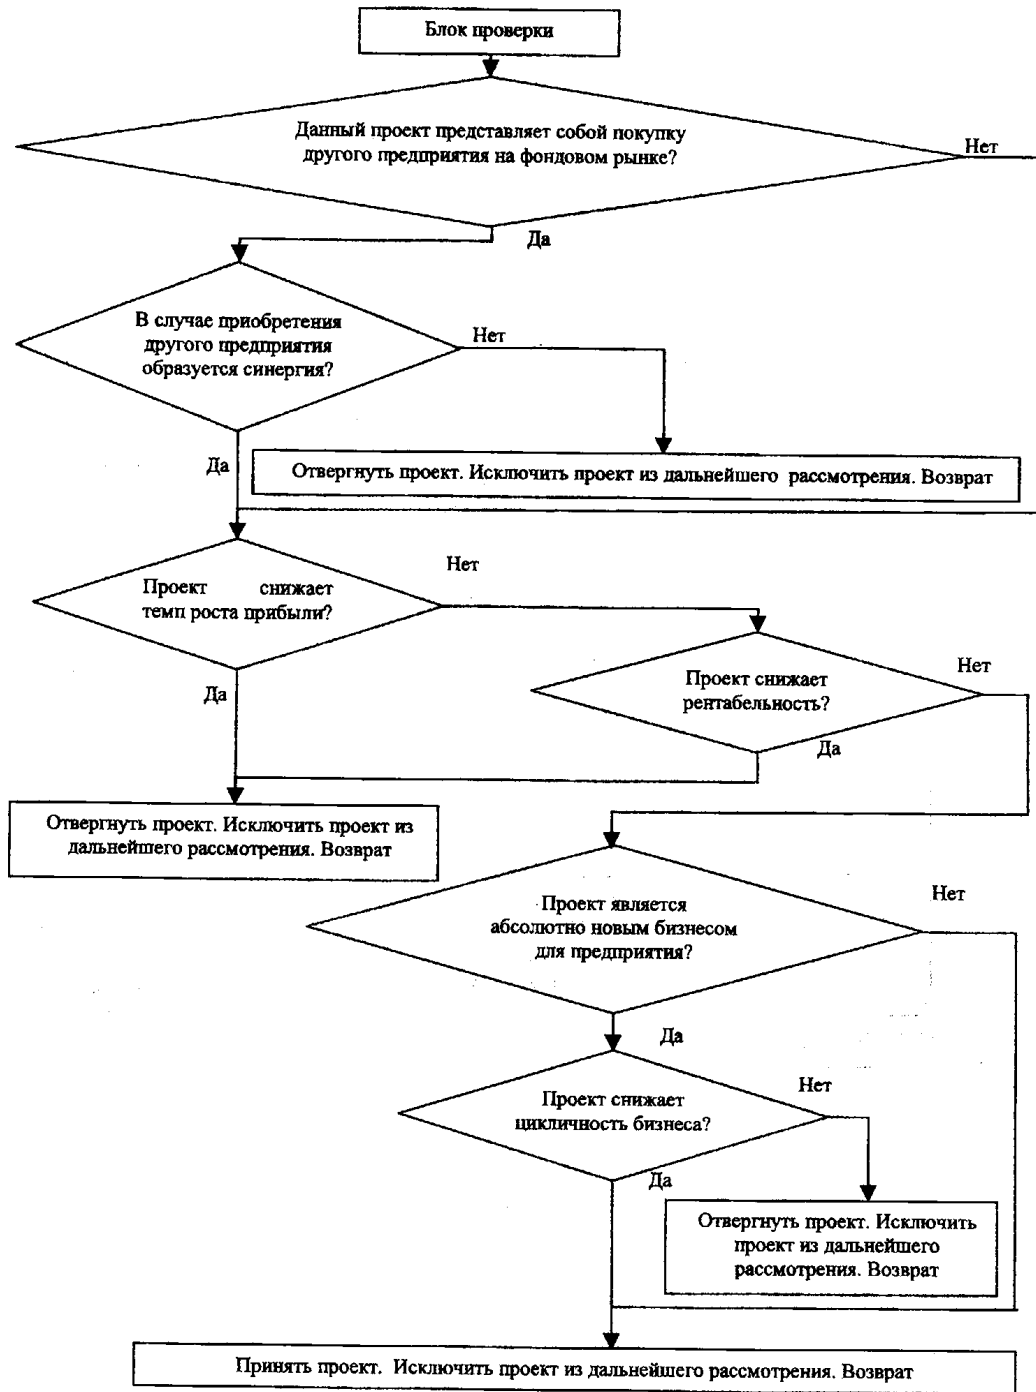 Блок проверки
Данный проект представляет собой покупку
другого предприятия на фондовом рынке?
Нет
Да
В случае приобретения
другого предприятия
образуется синергия?
Нет
Да
Отвергнуть проект. Исключить проект из дальнейшего рассмотрения. Возврат
Проект снижает
темп роста прибыли?
Нет
Да
Проект снижает
рентабельность?
Нет
Да
Отвергнуть проект. Исключить проект из
дальнейшего рассмотрения. Возврат
Проект является
абсолютно новым бизнесом
для предприятия?
Нет
Да
Проект снижает
цикличность бизнеса?
Нет
Да
Отвергнуть проект. Исключить
проект из дальнейшего
рассмотрения. Возврат
Принять проект. Исключить проект из дальнейшего рассмотрения. Возврат